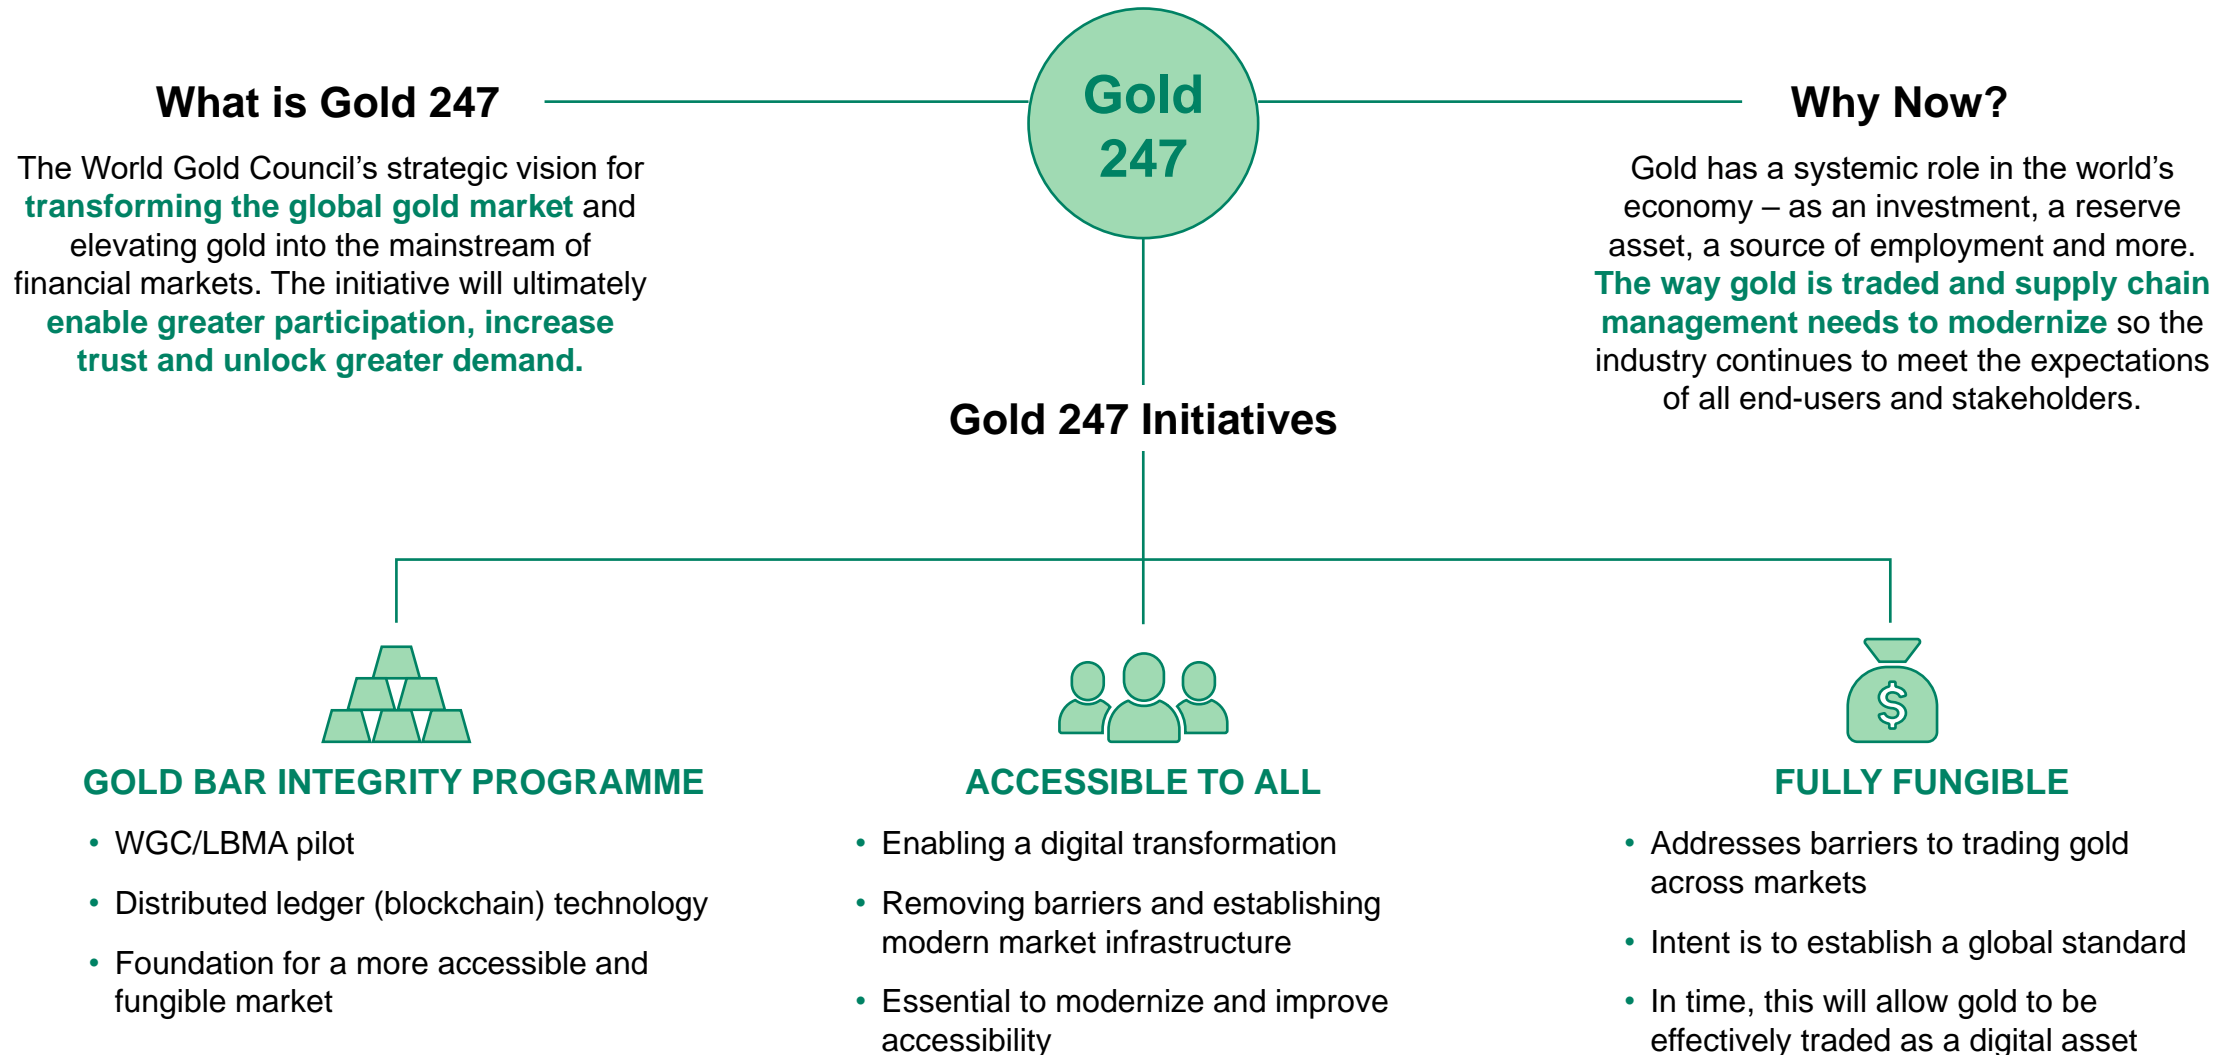 Gold
247
What is Gold 247
The World Gold Council’s strategic vision for
transforming the global gold market and
elevating gold into the mainstream of
financial markets. The initiative will ultimately
enable greater participation, increase
trust and unlock greater demand.
Why Now?
Gold has a systemic role in the world’s
economy – as an investment, a reserve
asset, a source of employment and more.
The way gold is traded and supply chain
management needs to modernize so the
industry continues to meet the expectations
of all end-users and stakeholders.
Gold 247 Initiatives
$
GOLD BAR INTEGRITY PROGRAMME
• WGC/LBMA pilot
• Distributed ledger (blockchain) technology
• Foundation for a more accessible and
fungible market
ACCESSIBLE TO ALL
• Enabling a digital transformation
• Removing barriers and establishing
modern market infrastructure
• Essential to modernize and improve
accessibility
FULLY FUNGIBLE
• Addresses barriers to trading gold
across markets
• Intent is to establish a global standard
• In time, this will allow gold to be
effectively traded as a digital asset